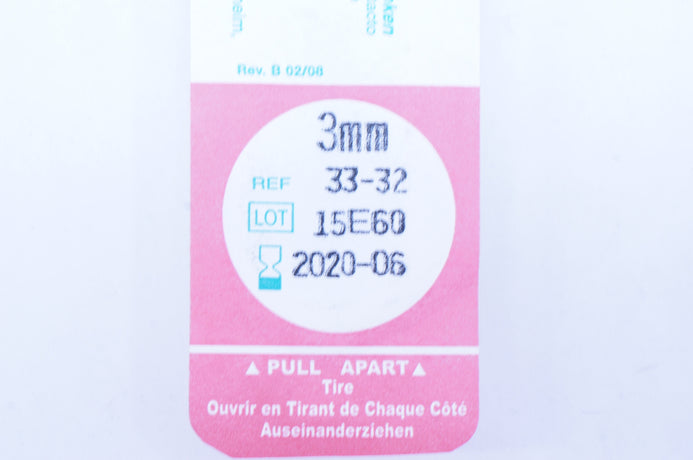 Rev. B 02/08
3mm
REF 33-32
LOT 15E60
2020-06
▲ PULL APART ▲
Tire
Ouvrir en Tirant de Chaque Côté
Auseinanderziehen